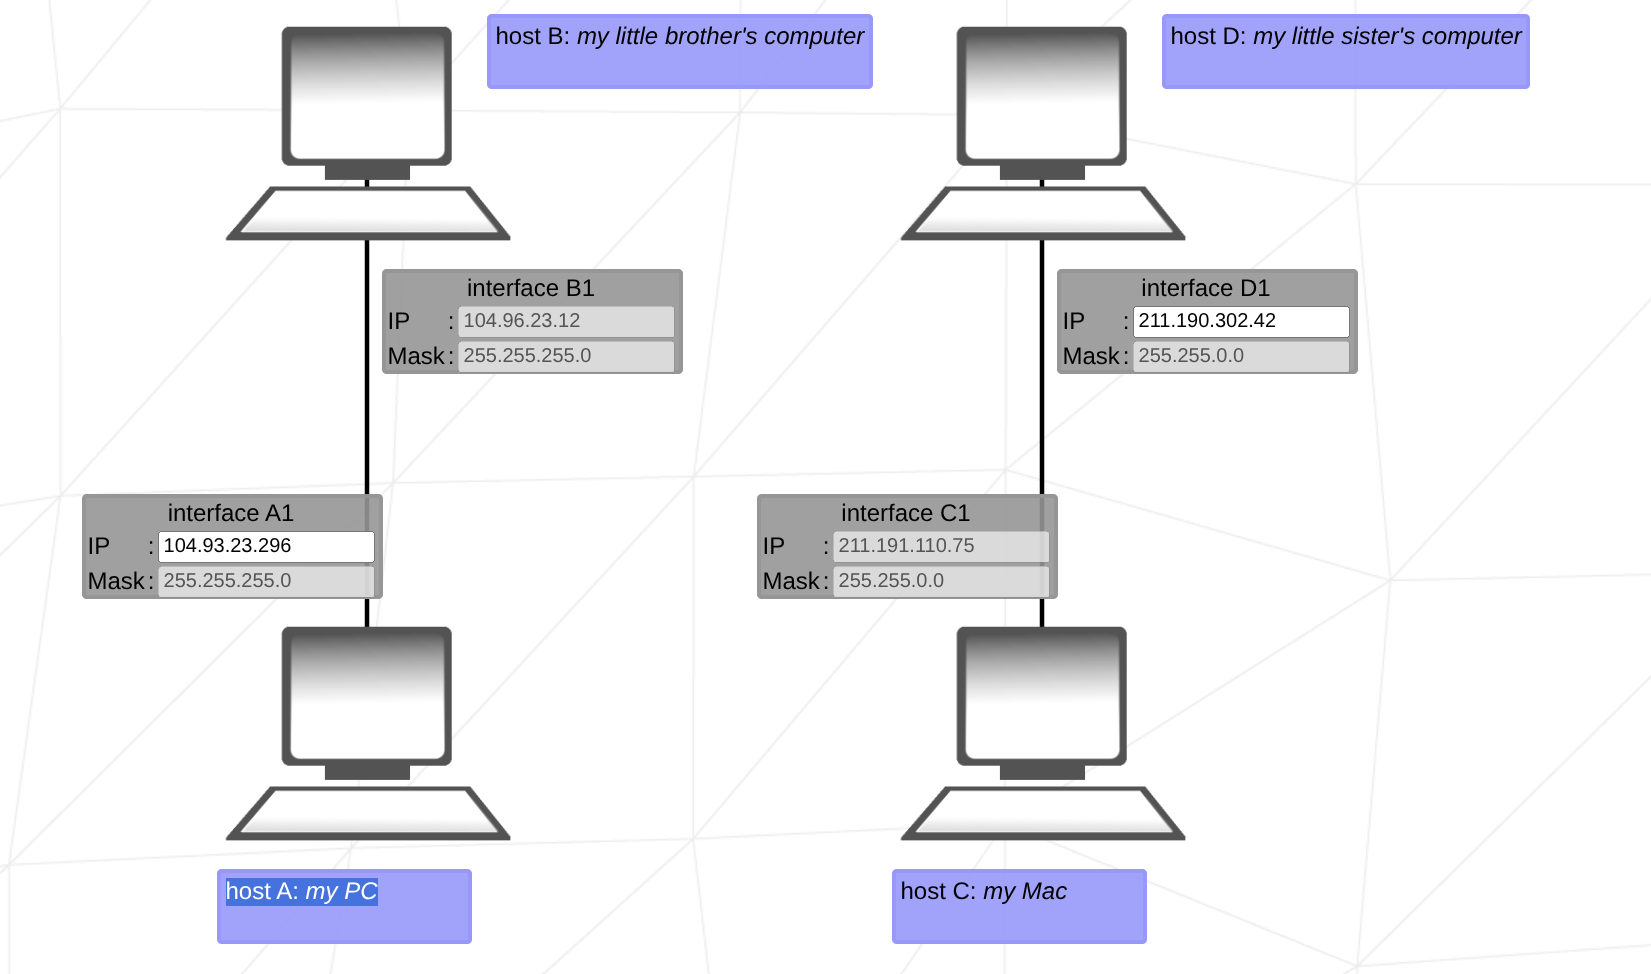 host B: my little brother's computer
host D: my little sister's computer
interface B1
IP : 104.96.23.12
Mask : 255.255.255.0
interface D1
IP : 211.190.302.42
Mask : 255.255.0.0
interface A1
IP : 104.93.23.296
Mask : 255.255.255.0
interface C1
IP : 211.191.110.75
Mask : 255.255.0.0
host A: my PC
host C: my Mac